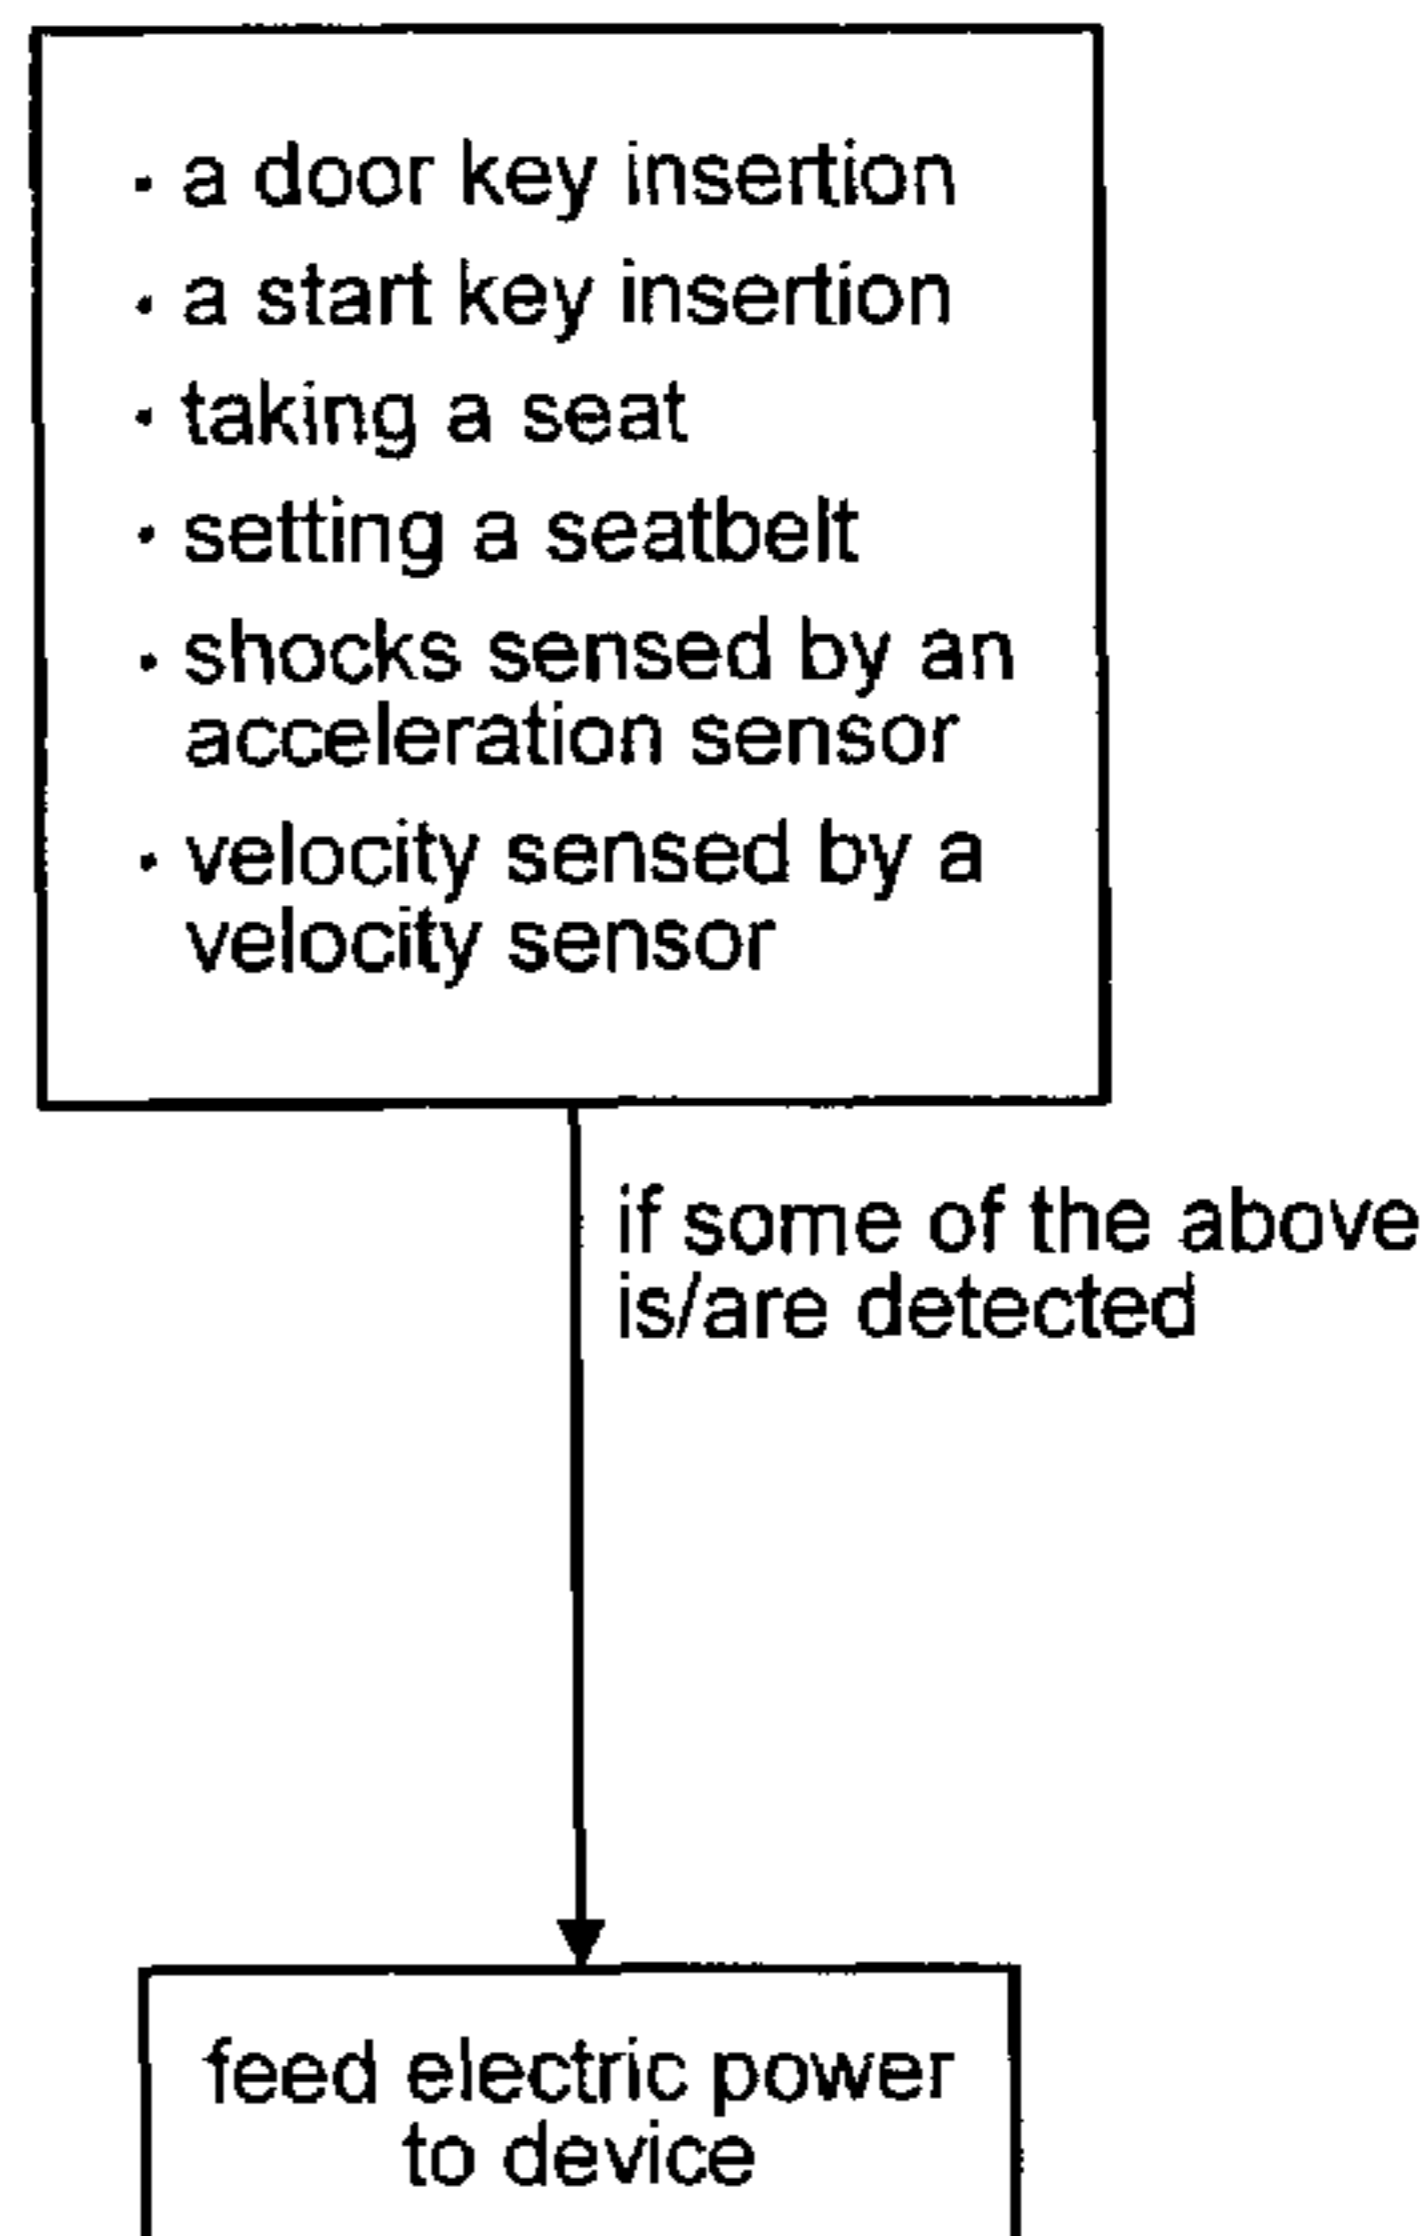 · a door key insertion
· a start key insertion
· taking a seat
· setting a seatbelt
· shocks sensed by an
acceleration sensor
· velocity sensed by a
velocity sensor
if some of the above
is/are detected
feed electric power
to device